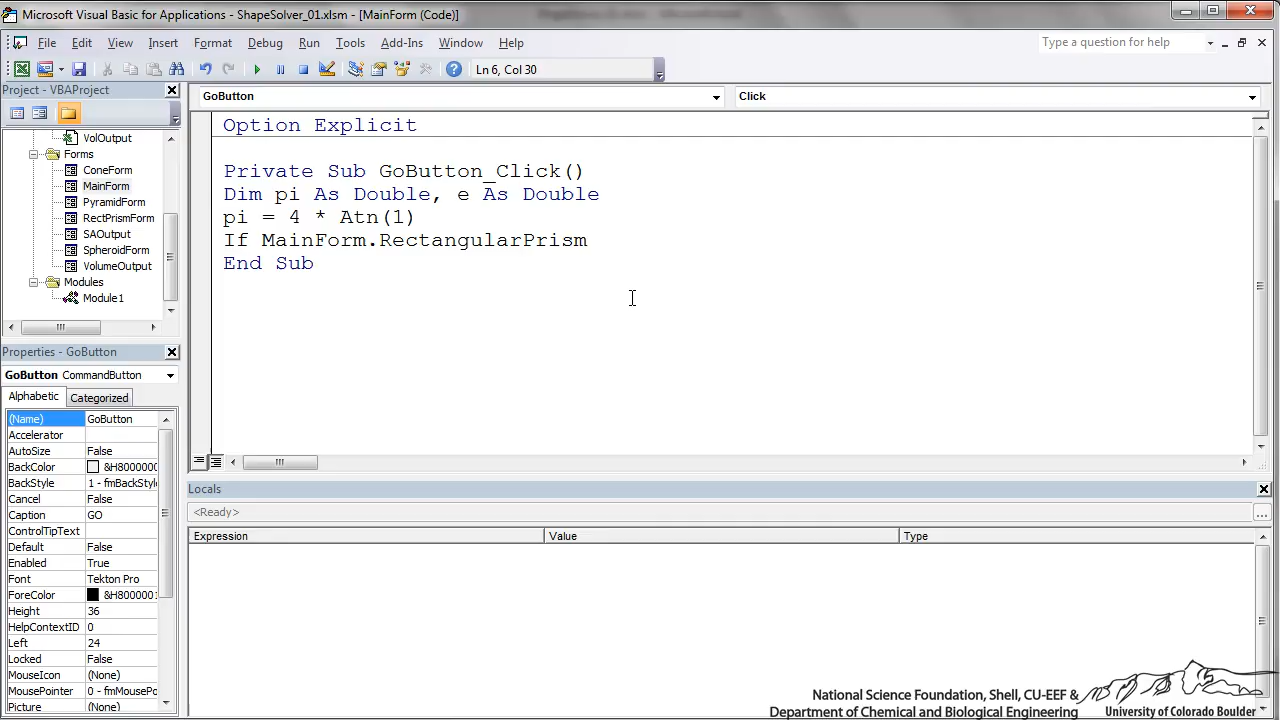 Microsoft Visual Basic for Applications - ShapeSolver_01.xlsm - [MainForm (Code)]
File Edit View Insert Format Debug Run Tools Add-Ins Window Help
Type a question for help
Ln 6, Col 30
Project - VBAProject
VolOutput
Forms
ConeForm
MainForm
PyramidForm
RectPrismForm
SAOutput
SpheroidForm
VolumeOutput
Modules
Module1
Properties - GoButton
GoButton CommandButton
Alphabetic Categorized
(Name) GoButton
Accelerator
AutoSize False
BackColor &H8000000
BackStyle 1 - fmBackStyle
Cancel False
Caption GO
ControlTipText
Default False
Enabled True
Font Tekton Pro
ForeColor &H8000001
Height 36
HelpContextID 0
Left 24
Locked False
MouseIcon (None)
MousePointer 0 - fmMousePo
Picture (None)
GoButton Click
Option Explicit
Private Sub GoButton_Click()
Dim pi As Double, e As Double
pi = 4 * Atn(1)
If MainForm.RectangularPrism
End Sub
Locals
<Ready>
...
Expression Value Type
National Science Foundation, Shell, CU-EEF &
Department of Chemical and Biological Engineering
University of Colorado Boulder